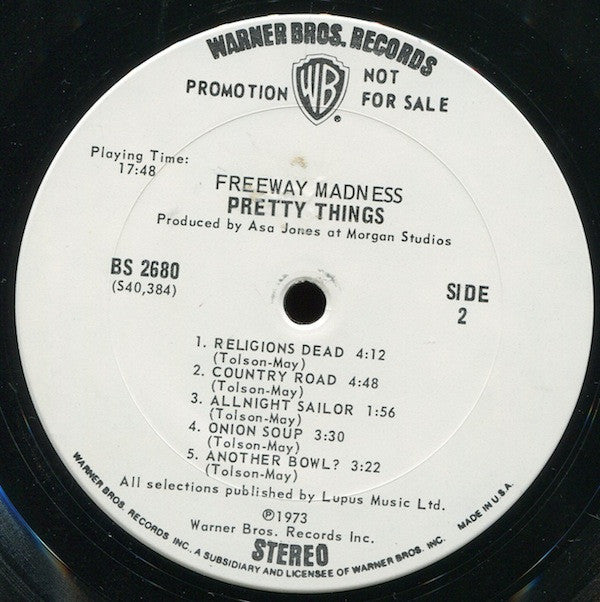 WARNER BROS. RECORDS
PROMOTION WB NOT FOR SALE
®
Playing Time:
17:48
FREEWAY MADNESS
PRETTY THINGS
Produced by Asa Jones at Morgan Studios
BS 2680
(S40,384)
SIDE
2
1. RELIGIONS DEAD 4:12
(Tolson-May)
2. COUNTRY ROAD 4:48
(Tolson-May)
3. ALLNIGHT SAILOR 1:56
(Tolson-May)
4. ONION SOUP 3:30
(Tolson-May)
5. ANOTHER BOWL? 3:22
(Tolson-May)
All selections published by Lupus Music Ltd.
℗1973
Warner Bros. Records Inc.
STEREO
WARNER BROS. RECORDS INC. A SUBSIDIARY AND LICENSEE OF WARNER BROS. INC. MADE IN U.S.A.